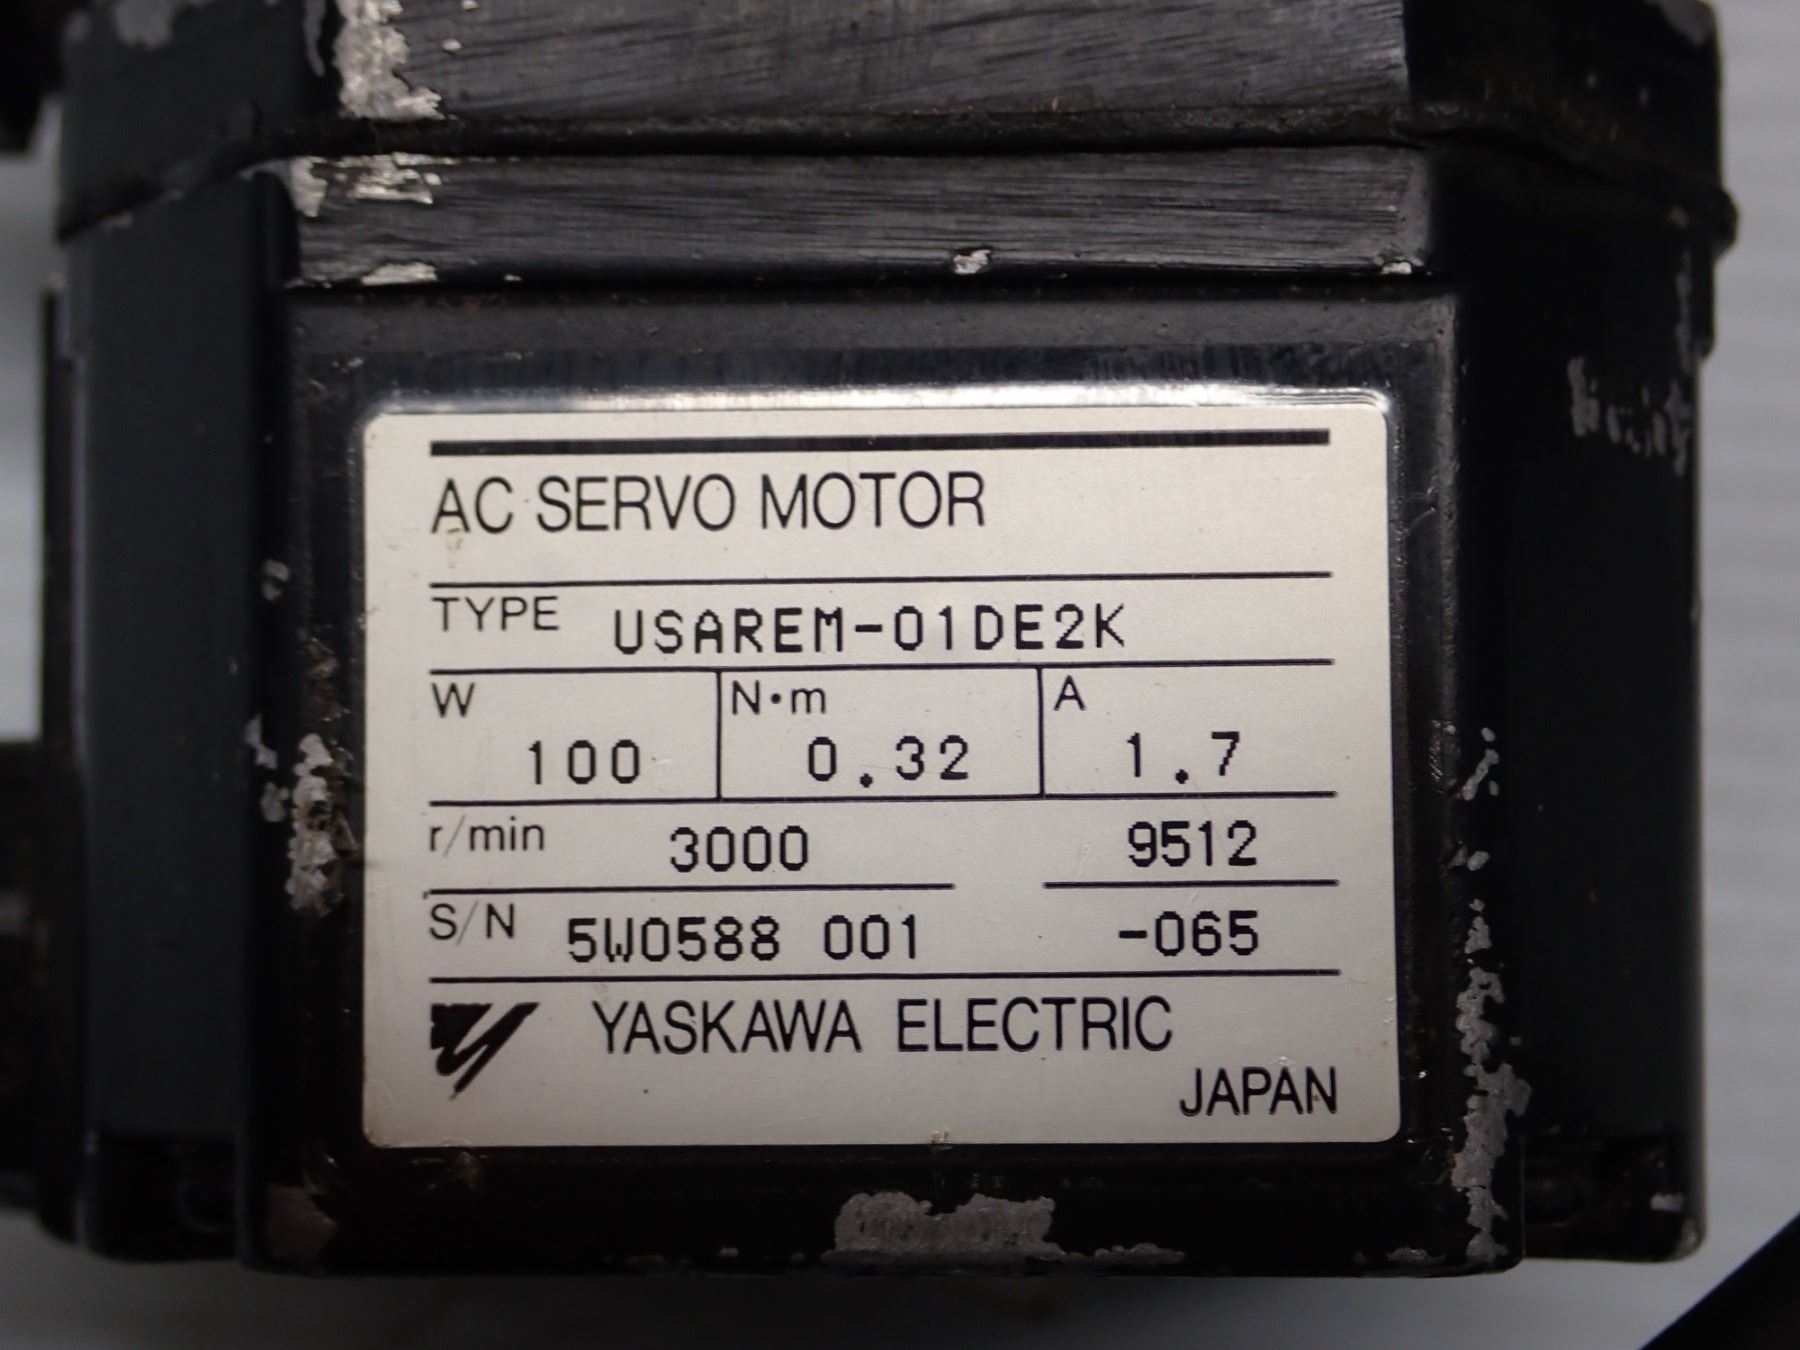 AC SERVO MOTOR
TYPE USAREM-01DE2K
W 100 N·m 0.32 A 1.7
r/min 3000 9512
S/N 5W0588 001 -065
YASKAWA ELECTRIC
JAPAN